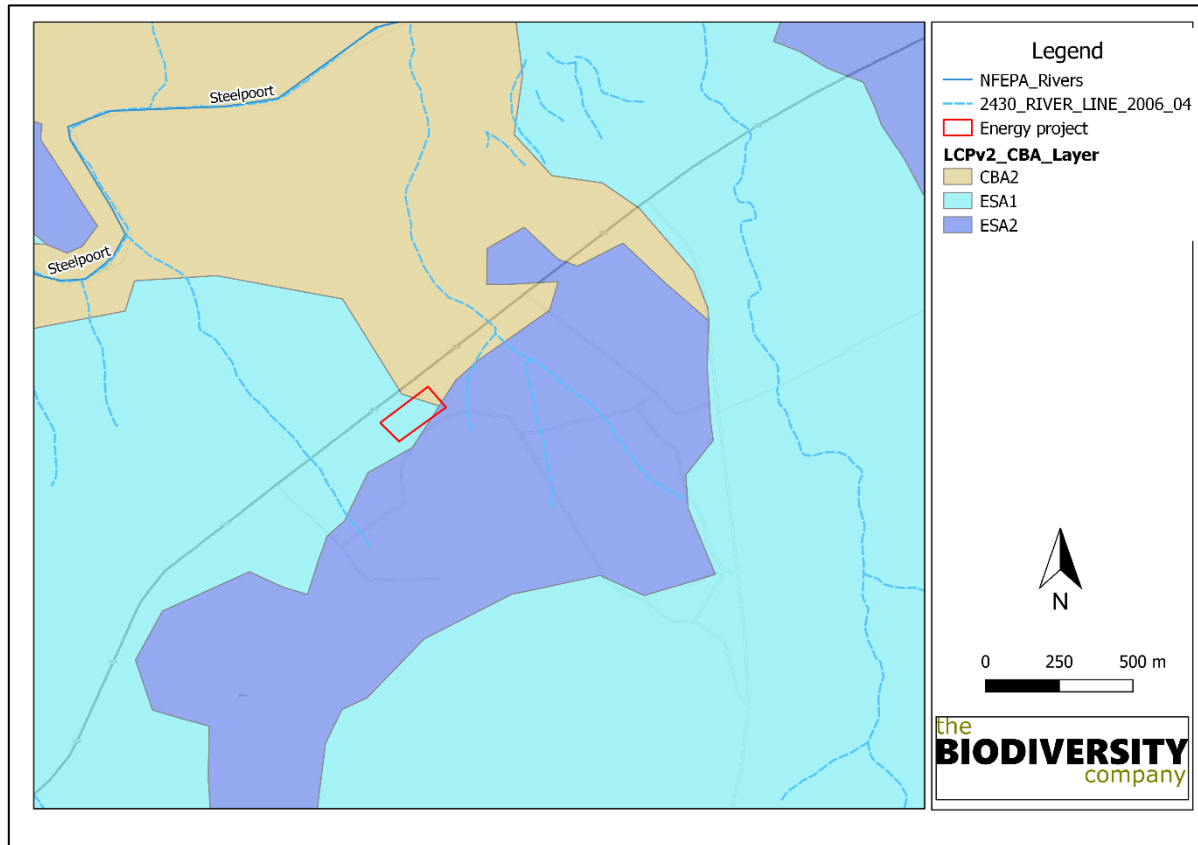 Steelpoort
Steelpoort
Legend
NFEPA_Rivers
2430_RIVER_LINE_2006_04
Energy project
LCPv2_CBA_Layer
CBA2
ESA1
ESA2
N
0 250 500 m
the
BIODIVERSITY
company